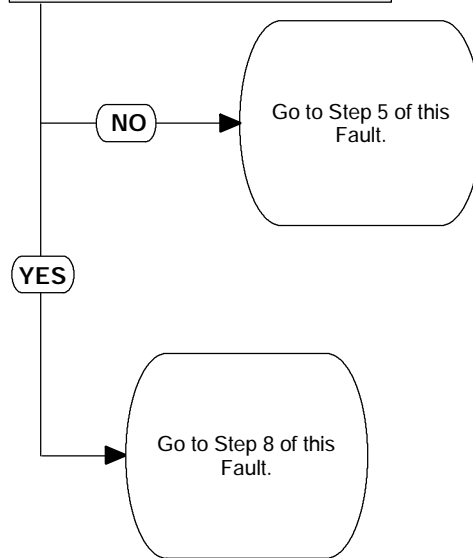 NO
Go to Step 5 of this
Fault.
YES
Go to Step 8 of this
Fault.